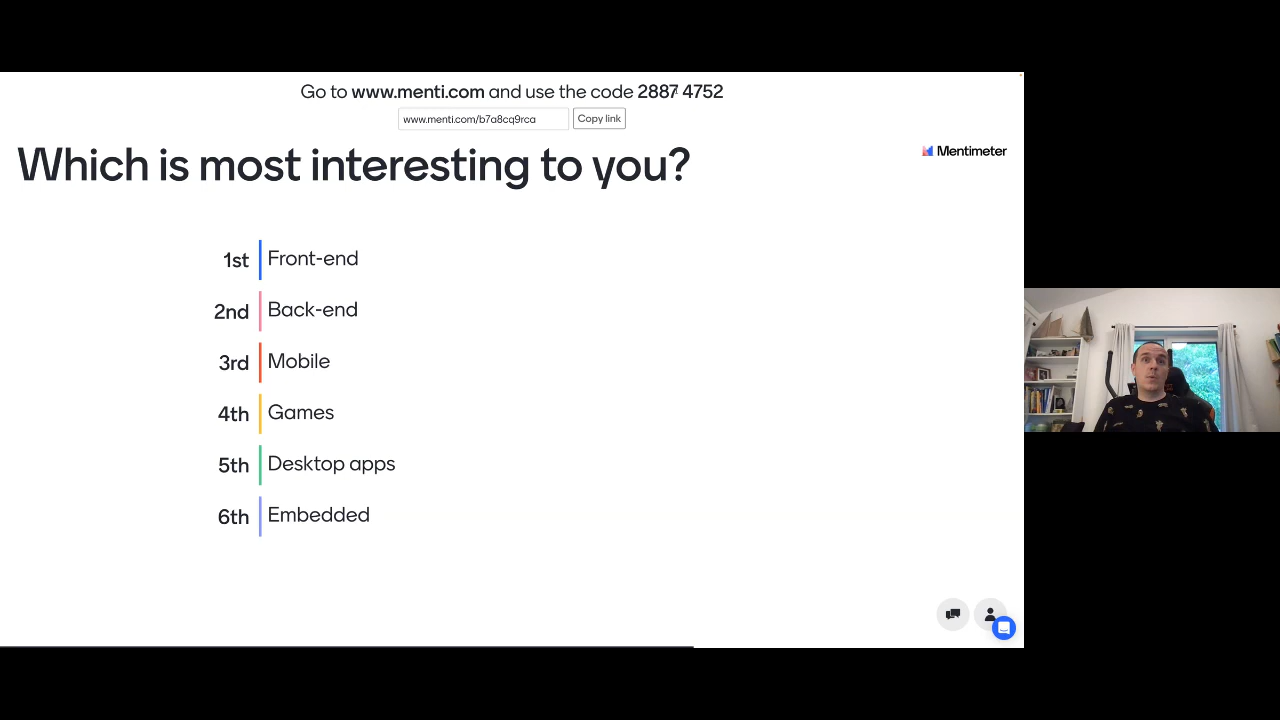 Go to www.menti.com and use the code 2887 4752
www.menti.com/b7a8cq9rca
Copy link
Which is most interesting to you?
Mentimeter
1st Front-end
2nd Back-end
3rd Mobile
4th Games
5th Desktop apps
6th Embedded